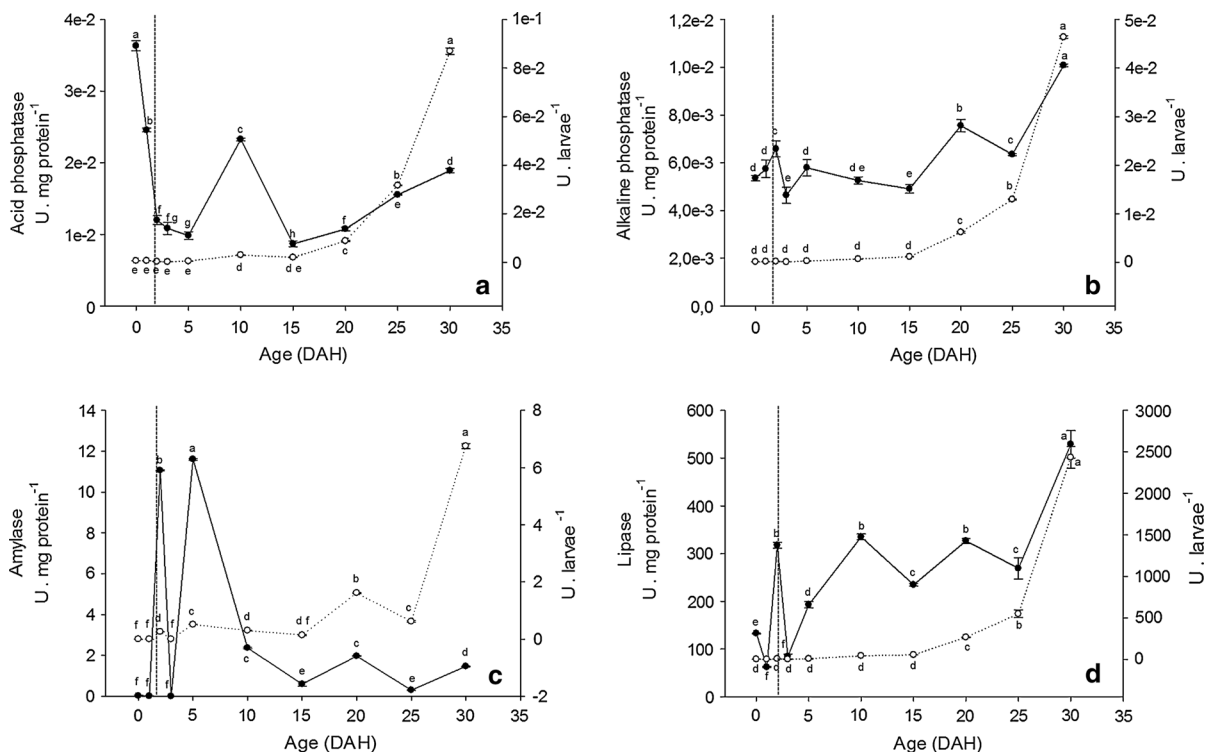 4e-2
3e-2
2e-2
1e-2
0
Acid phosphatase
U. mg protein-1
1e-1
8e-2
6e-2
4e-2
2e-2
0
U. larvae-1
a
b
f
f g
g
c
h
f
e
d
e e e e e
d
d e
c
b
a
0 5 10 15 20 25 30 35
Age (DAH)
a
1,2e-2
1,0e-2
8,0e-3
6,0e-3
4,0e-3
2,0e-3
0,0
Alkaline phosphatase
U. mg protein-1
5e-2
4e-2
3e-2
2e-2
1e-2
0
U. larvae-1
d
d
c
e
d
d e
e
b
c
a
d d d d d
d
d
c
b
a
0 5 10 15 20 25 30 35
Age (DAH)
b
14
12
10
8
6
4
2
0
Amylase
U. mg protein-1
8
6
4
2
0
-2
U. larvae-1
f f
b
f
a
c
e
c
e
d
f f
d
f
c
d
d f
b
c
a
0 5 10 15 20 25 30 35
Age (DAH)
c
600
500
400
300
200
100
0
Lipase
U. mg protein-1
3000
2500
2000
1500
1000
500
0
U. larvae-1
e
f
b
f
d
b
c
b
c
a
d d d d
d
d
c
b
a
0 5 10 15 20 25 30 35
Age (DAH)
d